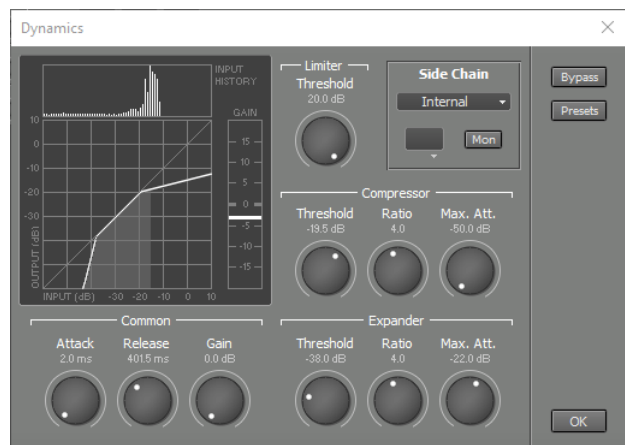 Dynamics
INPUT
HISTORY
GAIN
10
0
-10
-20
-30
OUTPUT (dB)
INPUT (dB)
-30
-20
-10
0
10
15
10
5
0
-5
-10
-15
Limiter
Threshold
20.0 dB
Side Chain
Internal
Mon
Bypass
Presets
Compressor
Threshold
-19.5 dB
Ratio
4.0
Max. Att.
-50.0 dB
Common
Attack
2.0 ms
Release
401.5 ms
Gain
0.0 dB
Expander
Threshold
-38.0 dB
Ratio
4.0
Max. Att.
-22.0 dB
OK